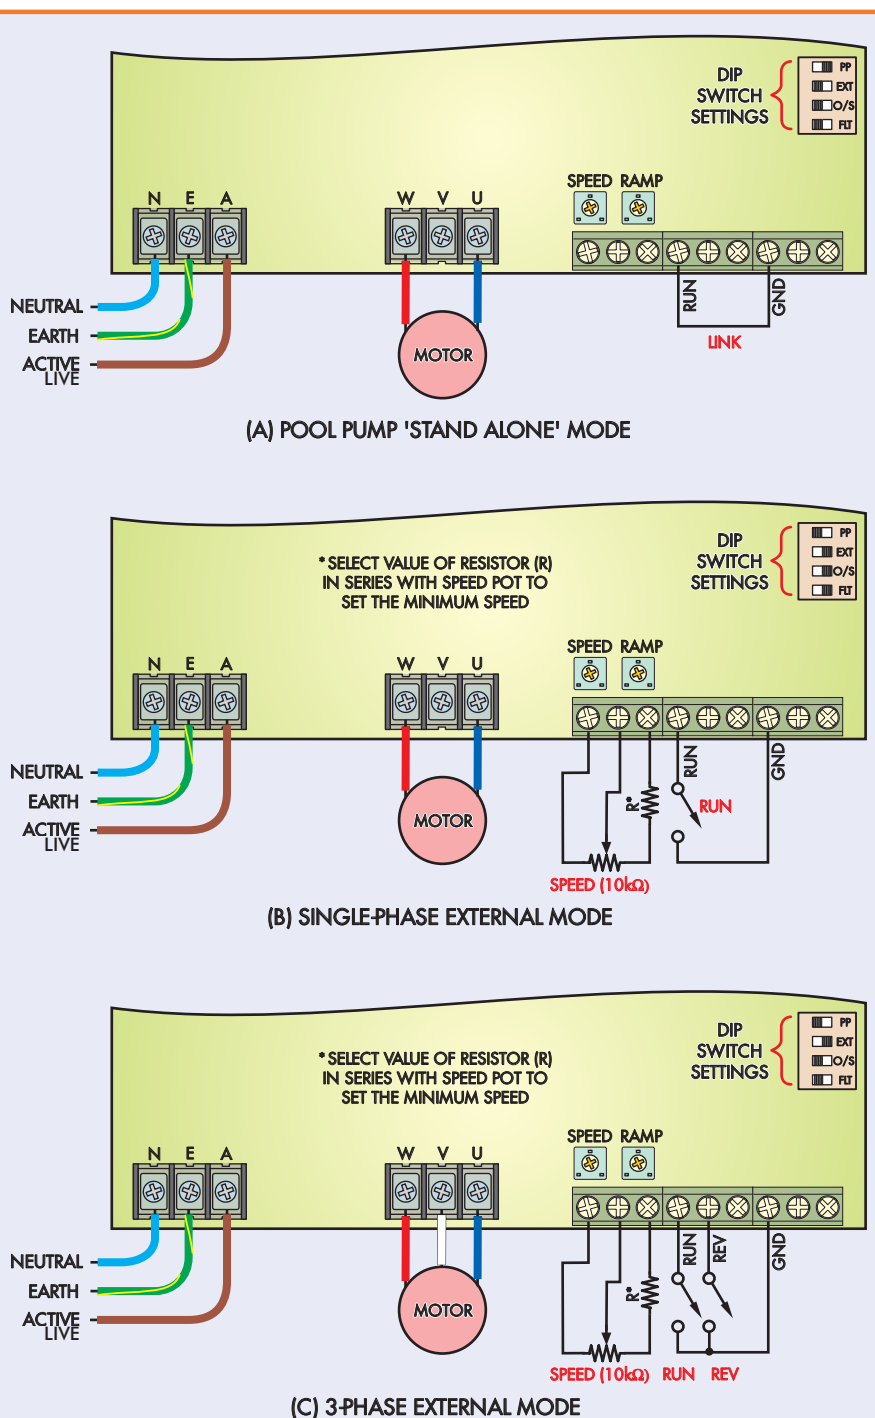 DIP
SWITCH
SETTINGS
PP
EXT
O/S
FLT
SPEED RAMP
N E A
W V U
NEUTRAL
EARTH
ACTIVE
LIVE
MOTOR
RUN
GND
LINK
(A) POOL PUMP 'STAND ALONE' MODE
* SELECT VALUE OF RESISTOR (R)
IN SERIES WITH SPEED POT TO
SET THE MINIMUM SPEED
DIP
SWITCH
SETTINGS
PP
EXT
O/S
FLT
SPEED RAMP
N E A
W V U
NEUTRAL
EARTH
ACTIVE
LIVE
MOTOR
R*
RUN
GND
RUN
SPEED (10kΩ)
(B) SINGLE-PHASE EXTERNAL MODE
* SELECT VALUE OF RESISTOR (R)
IN SERIES WITH SPEED POT TO
SET THE MINIMUM SPEED
DIP
SWITCH
SETTINGS
PP
EXT
O/S
FLT
SPEED RAMP
N E A
W V U
NEUTRAL
EARTH
ACTIVE
LIVE
MOTOR
R*
RUN
REV
GND
SPEED (10kΩ) RUN REV
(C) 3-PHASE EXTERNAL MODE